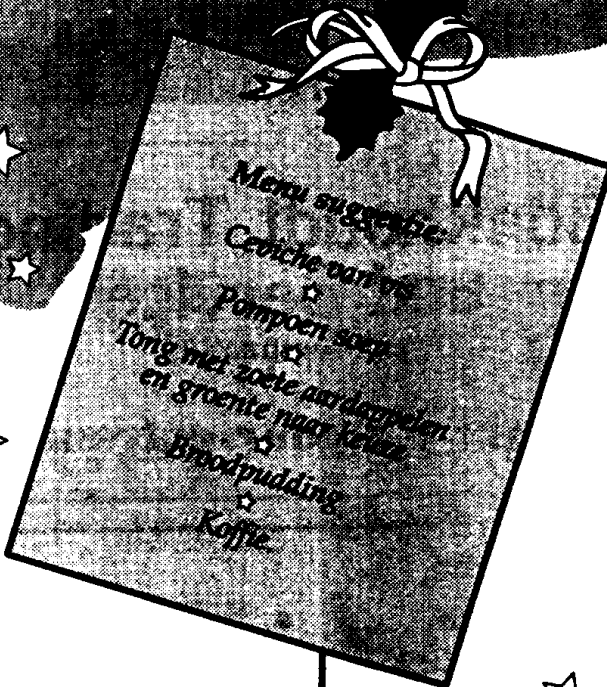 Menu suggestie:
Ceviche van vis
Pompoen soep
Tong met zoete aardappelen
en groente naar keuze
Broodpudding
Koffie